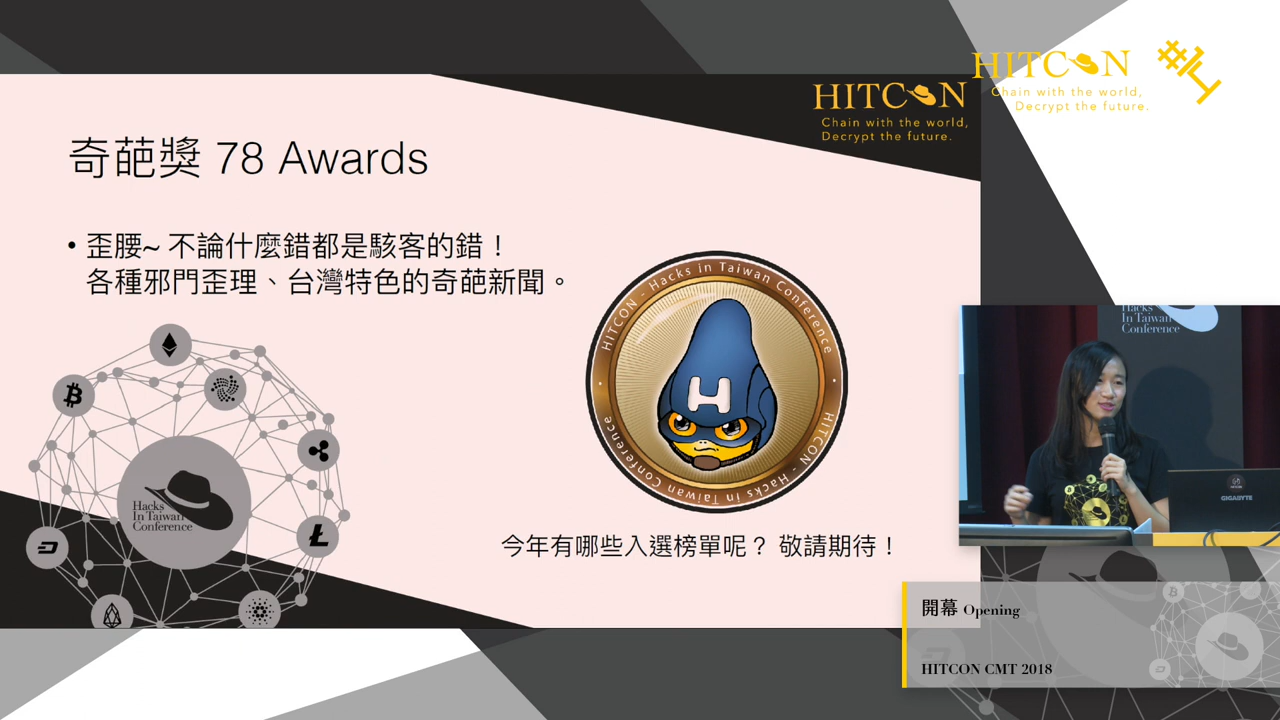 HITCON
Chain with the world,
Decrypt the future.
#14
HITCON
Chain with the world,
Decrypt the future.
奇葩獎 78 Awards
• 歪腰~ 不論什麼錯都是駭客的錯！
各種邪門歪理、台灣特色的奇葩新聞。
HITCON - Hacks in Taiwan Conference
H
HITCON - Hacks in Taiwan Conference
Hacks
In Taiwan
Conference
今年有哪些入選榜單呢？ 敬請期待！
Hacks
In Taiwan
Conference
GIGABYTE
開幕 Opening
HITCON CMT 2018